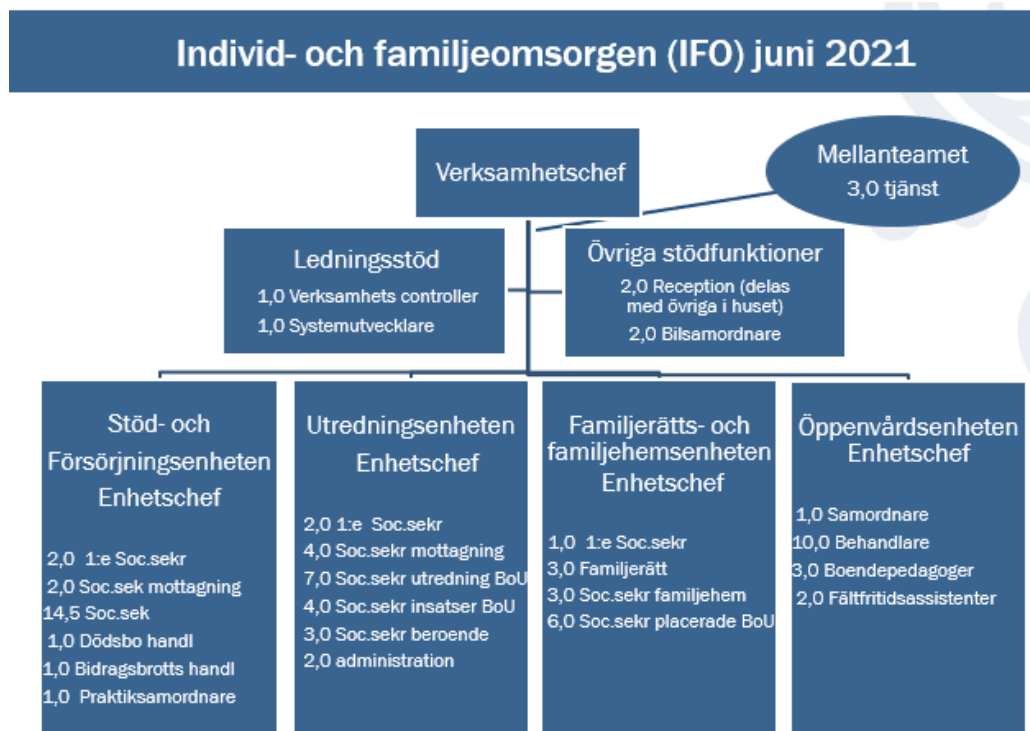 Individ- och familjeomsorgen (IFO) juni 2021
Verksamhetschef
Mellanteamet
3,0 tjänst
Ledningsstöd
1,0 Verksamhets controller
1,0 Systemutvecklare
Övriga stödfunktioner
2,0 Reception (delas
med övriga i huset)
2,0 Bilsamordnare
Stöd- och
Försörjningsenheten
Enhetschef
2,0 1:e Soc.sekr
2,0 Soc.sek mottagning
14,5 Soc.sek
1,0 Dödsbo handl
1,0 Bidragsbrotts handl
1,0 Praktiksamordnare
Utredningsenheten
Enhetschef
2,0 1:e Soc.sekr
4,0 Soc.sekr mottagning
7,0 Soc.sekr utredning BoU
4,0 Soc.sekr insatser BoU
3,0 Soc.sekr beroende
2,0 administration
Familjerätts- och
familjehemsenheten
Enhetschef
1,0 1:e Soc.sekr
3,0 Familjerätt
3,0 Soc.sekr familjehem
6,0 Soc.sekr placerade BoU
Öppenvårdsenheten
Enhetschef
1,0 Samordnare
10,0 Behandlare
3,0 Boendepedagoger
2,0 Fältfritidsassistenter